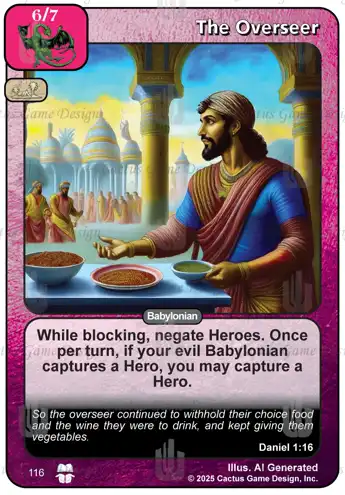 6/7
The Overseer
Babylonian
While blocking, negate Heroes. Once
per turn, if your evil Babylonian
captures a Hero, you may capture a
Hero.
So the overseer continued to withhold their choice food
and the wine they were to drink, and kept giving them
vegetables.
Daniel 1:16
116
Illus. AI Generated
© 2025 Cactus Game Design, Inc.